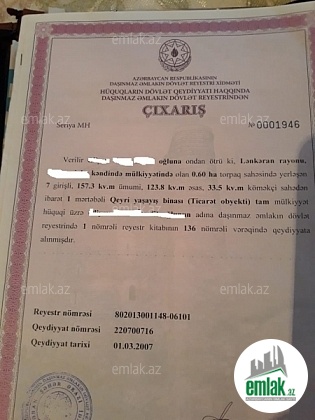 AZƏRBAYCAN RESPUBLİKASININ
DAŞINMAZ ƏMLAKIN DÖVLƏT REYESTRİ XİDMƏTİ
HÜQUQLARIN DÖVLƏT QEYDİYYATI HAQQINDA
DAŞINMAZ ƏMLAKIN DÖVLƏT REYESTRİNDƏN
ÇIXARIŞ
Seriya MH
№ 0001946
Verilir oğluna ondan ötrü ki, Lənkəran rayonu,
kəndində mülkiyyətində olan 0.60 ha torpaq sahəsində yerləşən
7 girişli, 157.3 kv.m ümumi, 123.8 kv.m əsas, 33.5 kv.m köməkçi sahədən
ibarət 1 mərtəbəli Qeyri yaşayış binası (Ticarət obyekti) tam mülkiyyət
hüququ üzrə adına daşınmaz əmlakın dövlət
reyestrində 1 nömrəli reyestr kitabının 136 nömrəli vərəqində qeydiyyata
alınmışdır.
Reyestr nömrəsi 802013001148-06101
Qeydiyyat nömrəsi 220700716
Qeydiyyat tarixi 01.03.2007
emlak.az
emlak.az
emlak.az
emlak.az
emlak.az
emlak.az
emlak.az